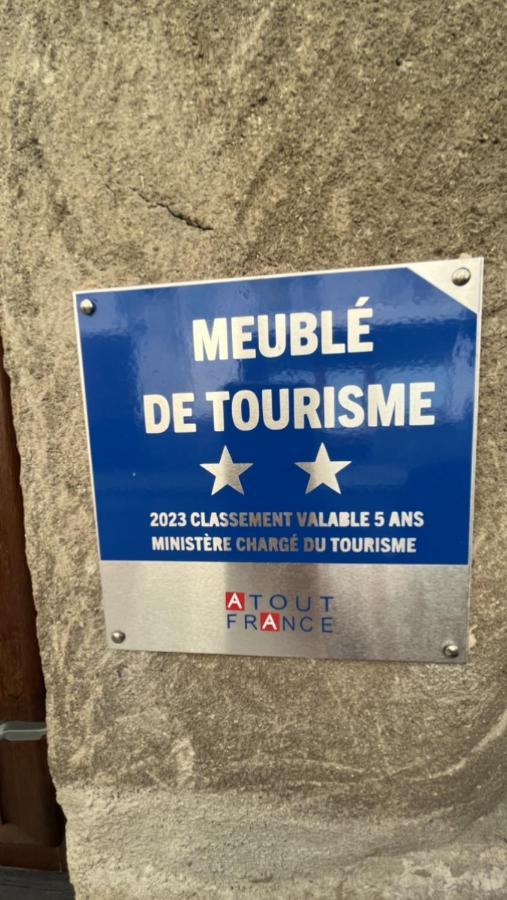 MEUBLÉ
DE TOURISME
2023 CLASSEMENT VALABLE 5 ANS
MINISTÈRE CHARGÉ DU TOURISME
ATOUT
FRANCE